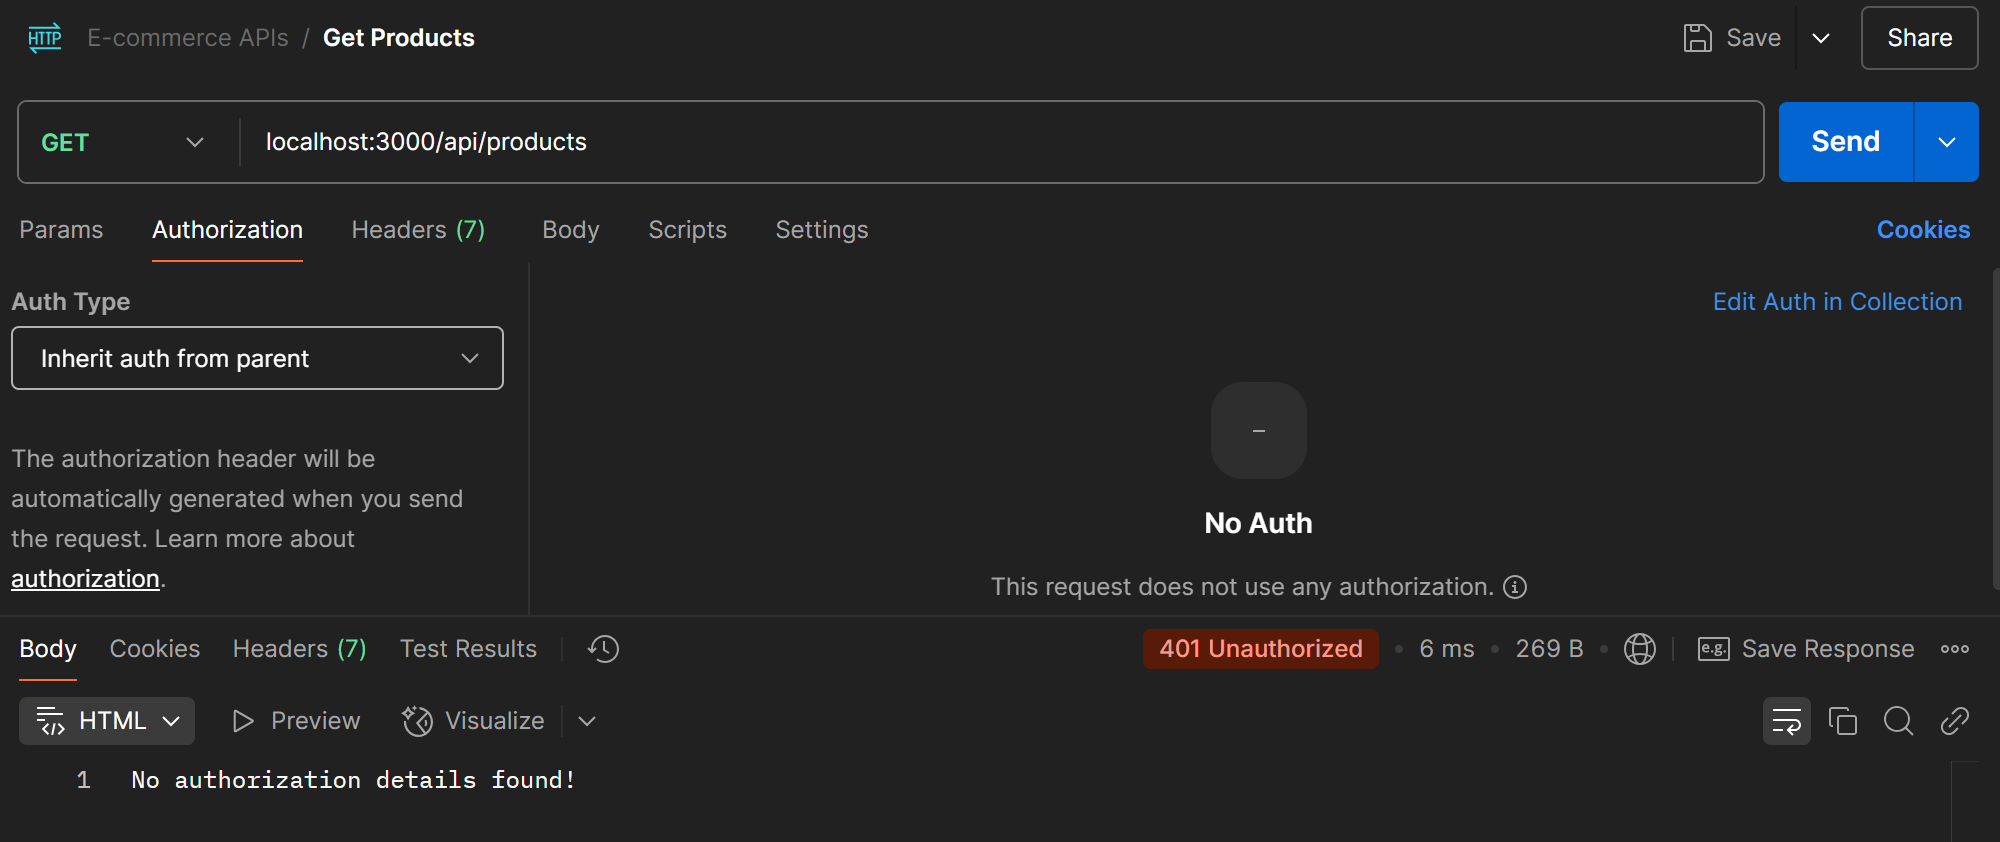 HTTP E-commerce APIs / Get Products Save Share
GET localhost:3000/api/products Send
Params Authorization Headers (7) Body Scripts Settings Cookies
Auth Type Edit Auth in Collection
Inherit auth from parent
The authorization header will be
automatically generated when you send
the request. Learn more about
authorization.
–
No Auth
This request does not use any authorization.
Body Cookies Headers (7) Test Results 401 Unauthorized • 6 ms • 269 B • e.g. Save Response
HTML Preview Visualize
1 No authorization details found!